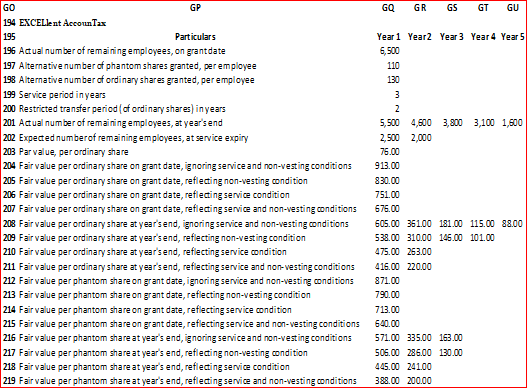 GO GP GQ GR GS GT GU
194 EXCELlent AccounTax
195 Particulars Year 1 Year2 Year 3 Year 4 Year 5
196 Actual number of remaining employees, on grant date 6,500
197 Alternative number of phantom shares granted, per employee 110
198 Alternative number of ordinary shares granted, per employee 130
199 Service period in years 3
200 Restricted transfer period (of ordinary shares) in years 2
201 Actual number of remaining employees, at year's end 5,500 4,600 3,800 3,100 1,600
202 Expected number of remaining employees, at service expiry 2,500 2,000
203 Par value, per ordinary share 76.00
204 Fair value per ordinary share on grant date, ignoring service and non-vesting conditions 913.00
205 Fair value per ordinary share on grant date, reflecting non-vesting condition 830.00
206 Fair value per ordinary share on grant date, reflecting service condition 751.00
207 Fair value per ordinary share on grant date, reflecting service and non-vesting conditions 676.00
208 Fair value per ordinary share at year's end, ignoring service and non-vesting conditions 605.00 361.00 181.00 115.00 88.00
209 Fair value per ordinary share at year's end, reflecting non-vesting condition 538.00 310.00 146.00 101.00
210 Fair value per ordinary share at year's end, reflecting service condition 475.00 263.00
211 Fair value per ordinary share at year's end, reflecting service and non-vesting conditions 416.00 220.00
212 Fair value per phantom share on grant date, ignoring service and non-vesting conditions 871.00
213 Fair value per phantom share on grant date, reflecting non-vesting condition 790.00
214 Fair value per phantom share on grant date, reflecting service condition 713.00
215 Fair value per phantom share on grant date, reflecting service and non-vesting conditions 640.00
216 Fair value per phantom share at year's end, ignoring service and non-vesting conditions 571.00 335.00 163.00
217 Fair value per phantom share at year's end, reflecting non-vesting condition 506.00 286.00 130.00
218 Fair value per phantom share at year's end, reflecting service condition 445.00 241.00
219 Fair value per phantom share at year's end, reflecting service and non-vesting conditions 388.00 200.00